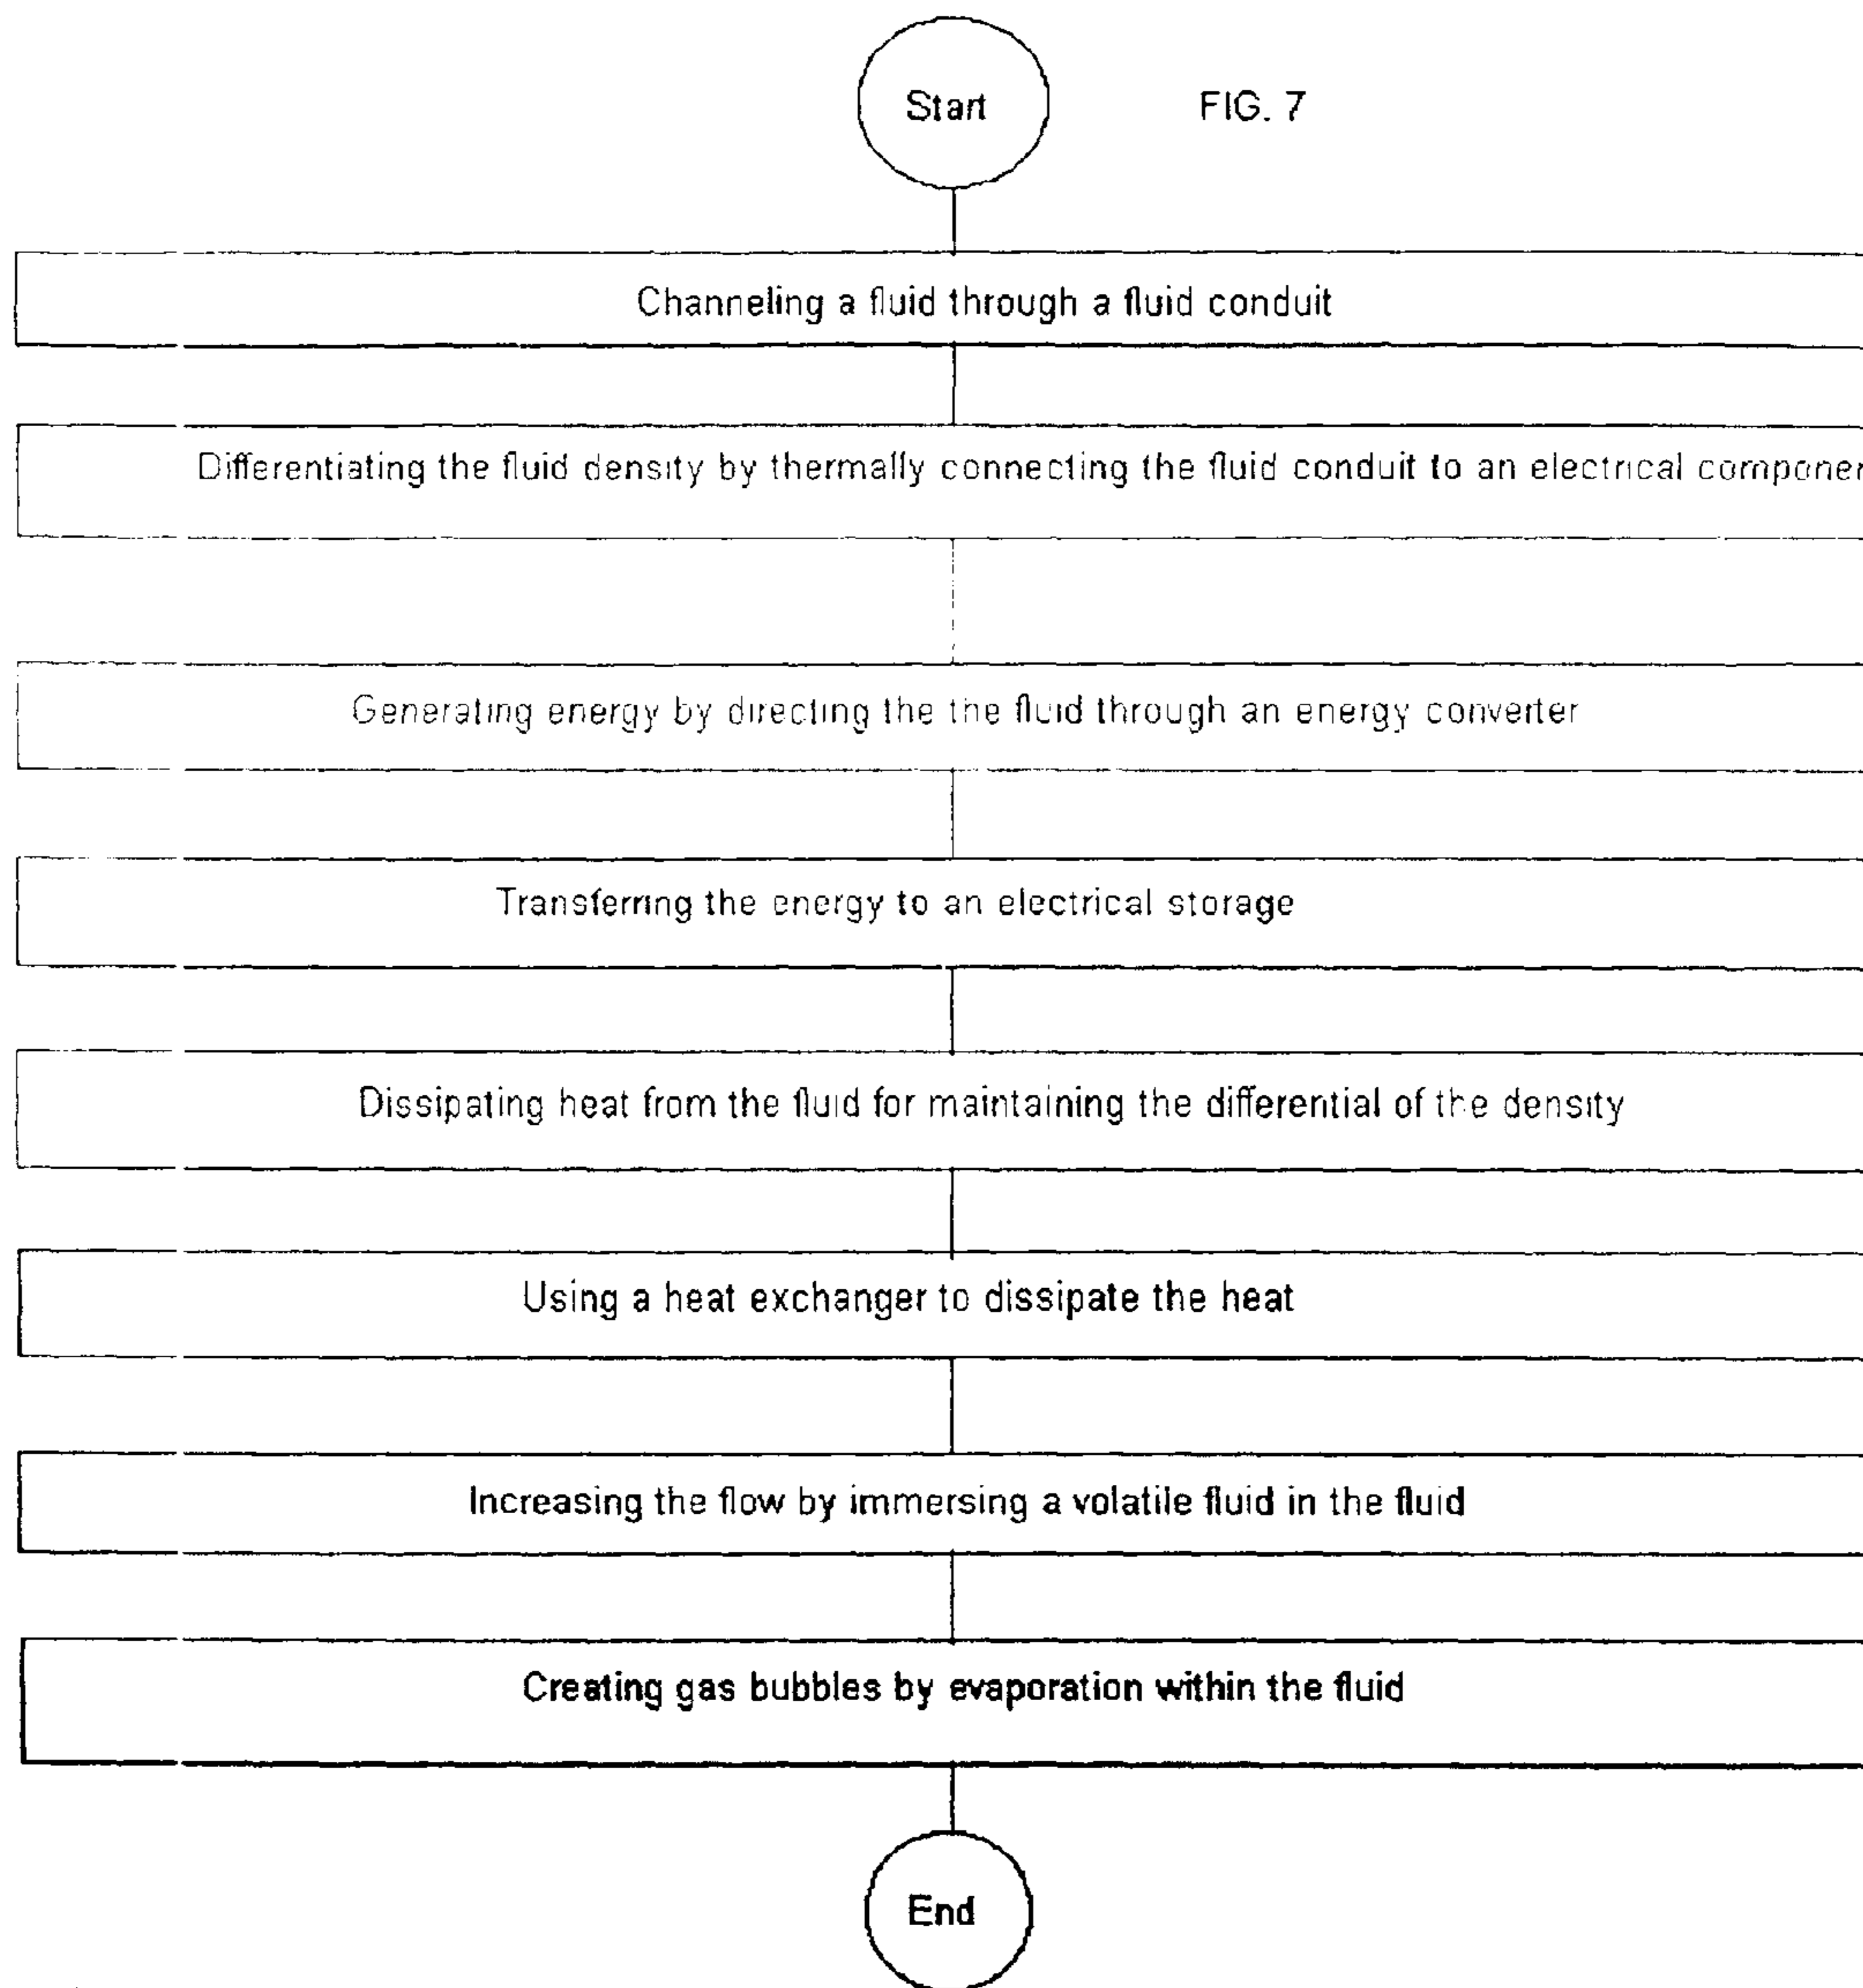 Start
FIG. 7
Channeling a fluid through a fluid conduit
Differentiating the fluid density by thermally connecting the fluid conduit to an electrical
Generating energy by directing the the fluid through an energy converter
Transferring the energy to an electrical storage
Dissipating heat from the fluid for maintaining the differential of the density
Using a heat exchanger to dissipate the heat
Increasing the flow by immersing a volatile fluid in the fluid
Creating gas bubbles by evaporation within the fluid
End